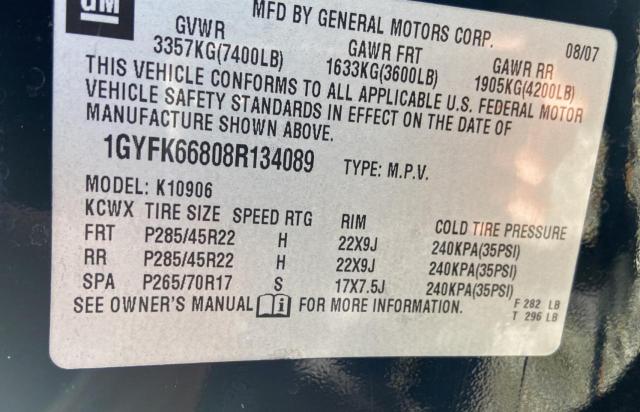 GM
MFD BY GENERAL MOTORS CORP.
08/07
GVWR GAWR FRT GAWR RR
3357KG(7400LB) 1633KG(3600LB) 1905KG(4200LB)
THIS VEHICLE CONFORMS TO ALL APPLICABLE U.S. FEDERAL MOTOR
VEHICLE SAFETY STANDARDS IN EFFECT ON THE DATE OF
MANUFACTURE SHOWN ABOVE.
1GYFK66808R134089 TYPE: M.P.V.
MODEL: K10906
KCWX TIRE SIZE SPEED RTG RIM COLD TIRE PRESSURE
FRT P285/45R22 H 22X9J 240KPA(35PSI)
RR P285/45R22 H 22X9J 240KPA(35PSI)
SPA P265/70R17 S 17X7.5J 240KPA(35PSI)
SEE OWNER'S MANUAL FOR MORE INFORMATION.
F 282 LB
T 296 LB